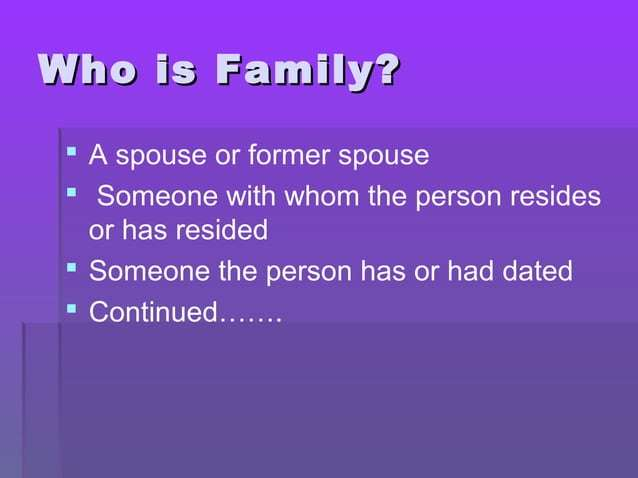 Who is Family?
▪ A spouse or former spouse
▪ Someone with whom the person resides
or has resided
▪ Someone the person has or had dated
▪ Continued…….